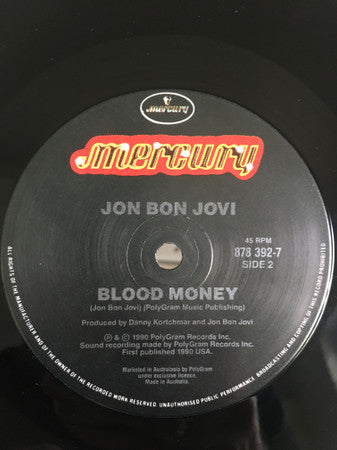 mercury
mercury
JON BON JOVI
45 RPM
878 392-7
SIDE 2
BLOOD MONEY
(Jon Bon Jovi) (PolyGram Music Publishing)
Produced by Danny Kortchmar and Jon Bon Jovi
℗ & © 1990 PolyGram Records Inc.
Sound recording made by PolyGram Records Inc.
First published 1990 USA.
Marketed in Australasia by PolyGram
under exclusive licence.
Made in Australia.
ALL RIGHTS OF THE MANUFACTURER AND OF THE OWNER OF THE RECORDED WORK RESERVED. UNAUTHORISED PUBLIC PERFORMANCE, BROADCASTING AND COPYING OF THIS RECORD PROHIBITED